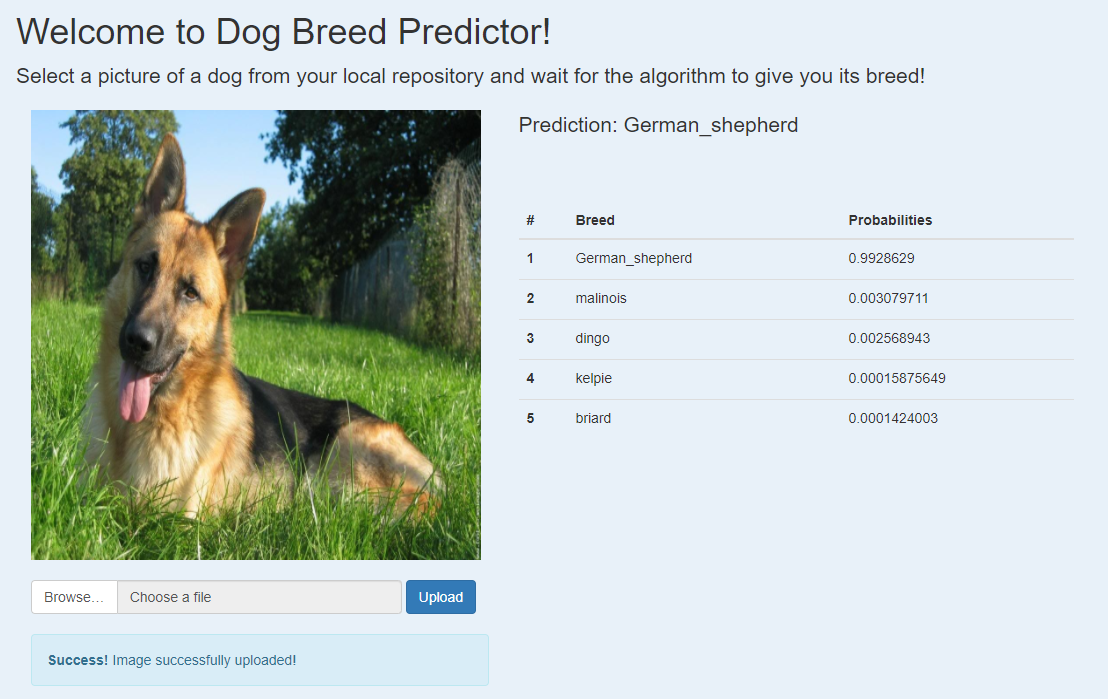 Welcome to Dog Breed Predictor!
Select a picture of a dog from your local repository and wait for the algorithm to give you its breed!
Prediction: German_shepherd
# Breed Probabilities
1 German_shepherd 0.9928629
2 malinois 0.003079711
3 dingo 0.002568943
4 kelpie 0.00015875649
5 briard 0.0001424003
Browse... Choose a file Upload
Success! Image successfully uploaded!